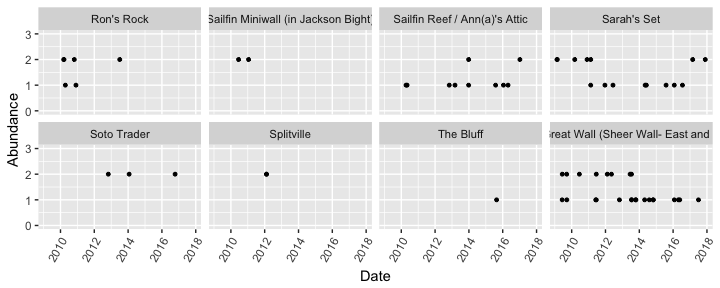 Ron's Rock
Sailfin Miniwall (in Jackson Bight)
Sailfin Reef / Ann(a)'s Attic
Sarah's Set
3
2
1
0
Soto Trader
Splitville
The Bluff
Great Wall (Sheer Wall- East and
3
2
1
0
Abundance
2010 2012 2014 2016 2018
2010 2012 2014 2016 2018
2010 2012 2014 2016 2018
2010 2012 2014 2016 2018
Date